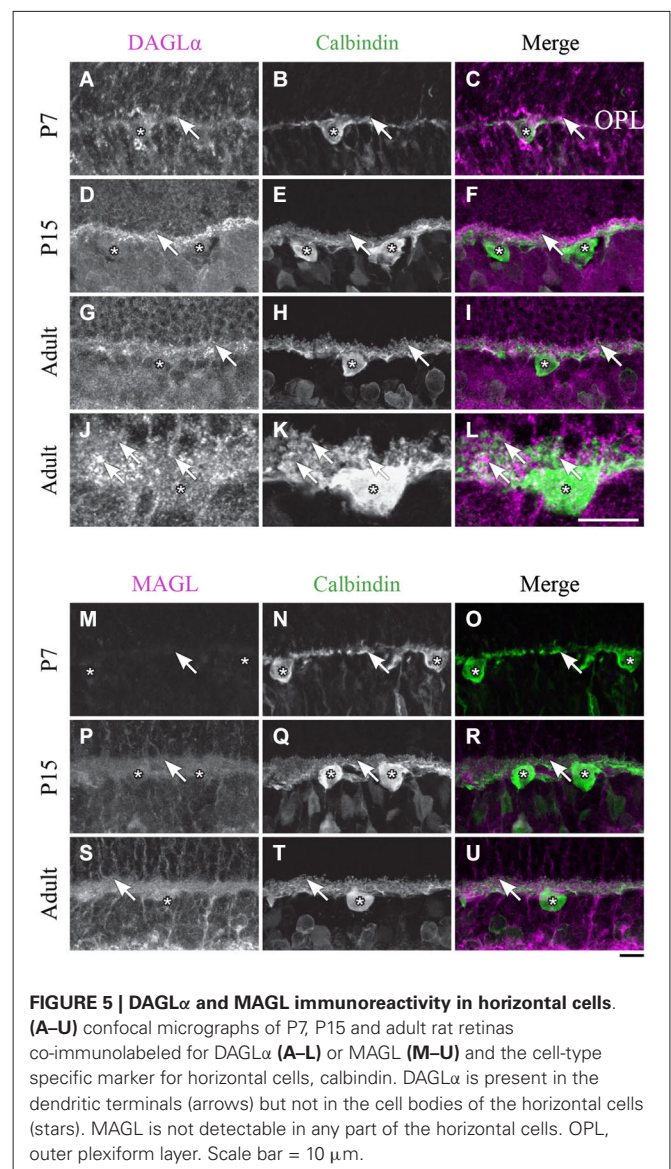 DAGLα Calbindin Merge
P7 A B C OPL
P15 D E F
Adult G H I
Adult J K L
MAGL Calbindin Merge
P7 M N O
P15 P Q R
Adult S T U
FIGURE 5 | DAGLα and MAGL immunoreactivity in horizontal cells.
(A–U) confocal micrographs of P7, P15 and adult rat retinas
co-immunolabeled for DAGLα (A–L) or MAGL (M–U) and the cell-type
specific marker for horizontal cells, calbindin. DAGLα is present in the
dendritic terminals (arrows) but not in the cell bodies of the horizontal cells
(stars). MAGL is not detectable in any part of the horizontal cells. OPL,
outer plexiform layer. Scale bar = 10 μm.